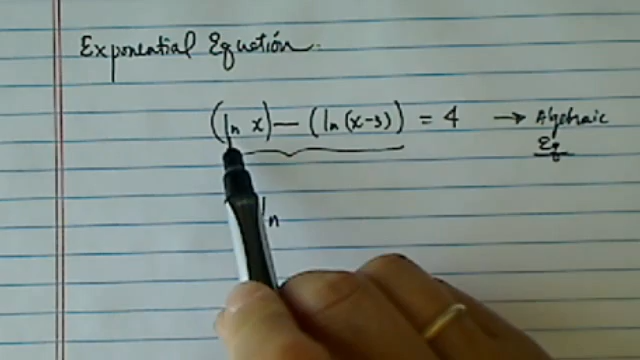 Exponential Equation.
(ln x) — (ln (x-3)) = 4 → Algebraic
Eq
ln